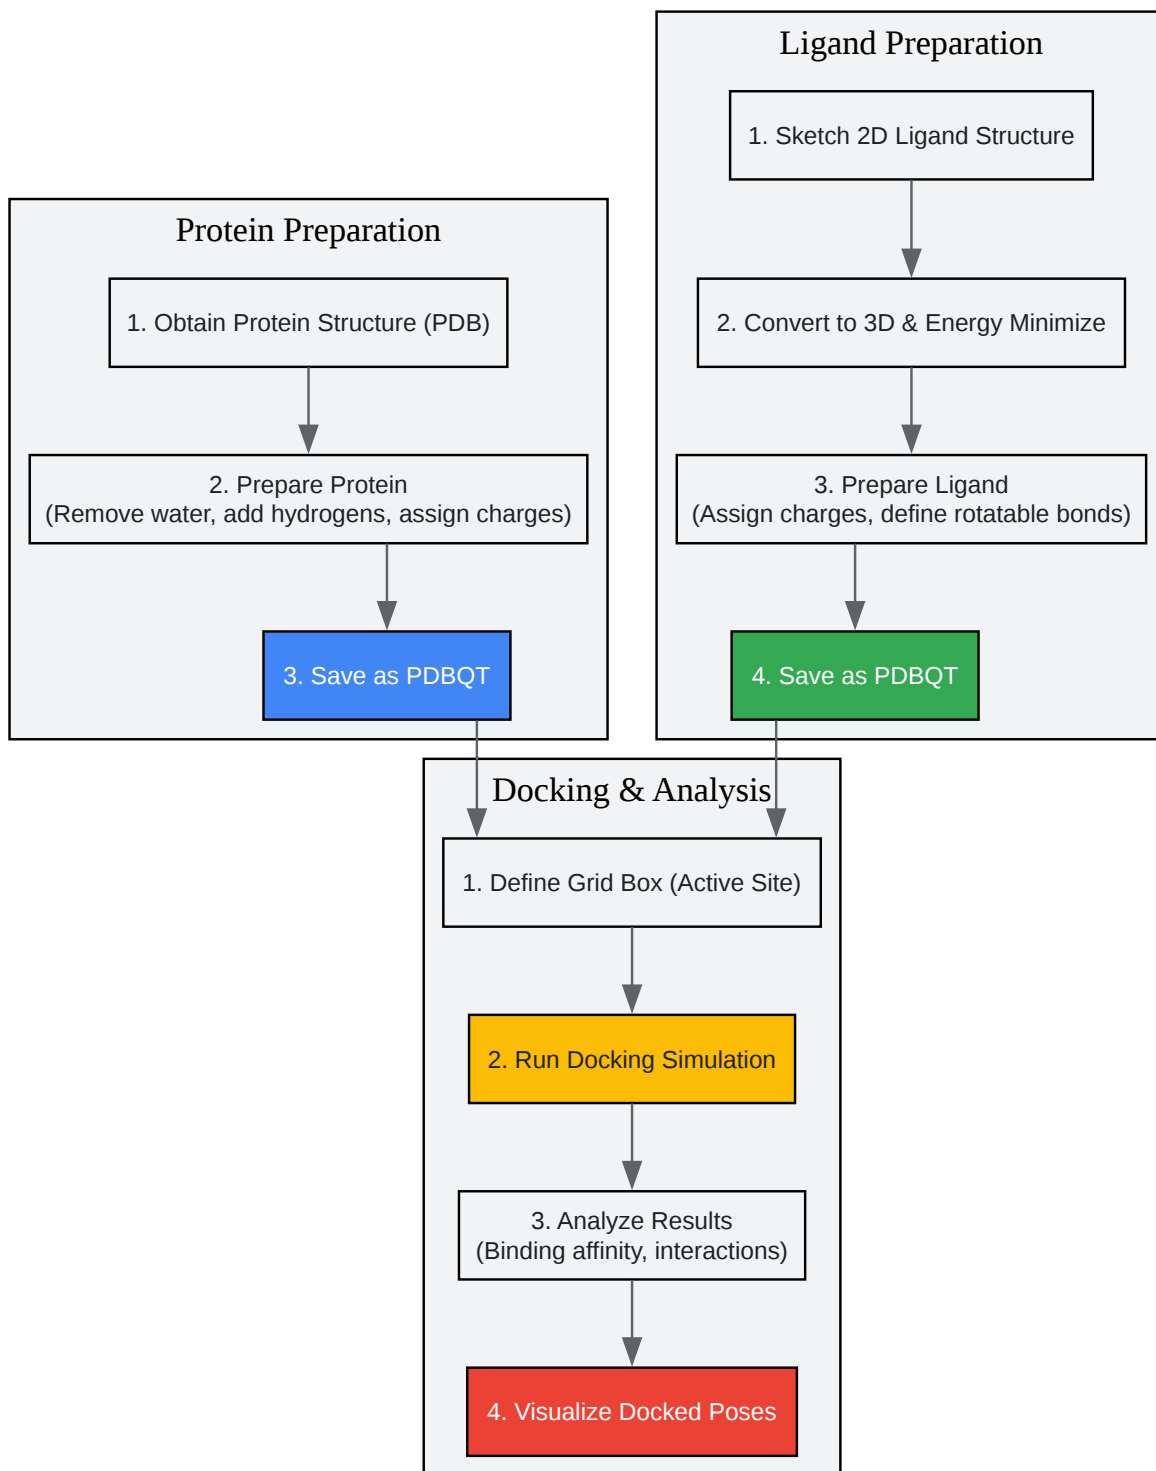 Protein Preparation
1. Obtain Protein Structure (PDB)
2. Prepare Protein
(Remove water, add hydrogens, assign charges)
3. Save as PDBQT
Ligand Preparation
1. Sketch 2D Ligand Structure
2. Convert to 3D & Energy Minimize
3. Prepare Ligand
(Assign charges, define rotatable bonds)
4. Save as PDBQT
Docking & Analysis
1. Define Grid Box (Active Site)
2. Run Docking Simulation
3. Analyze Results
(Binding affinity, interactions)
4. Visualize Docked Poses